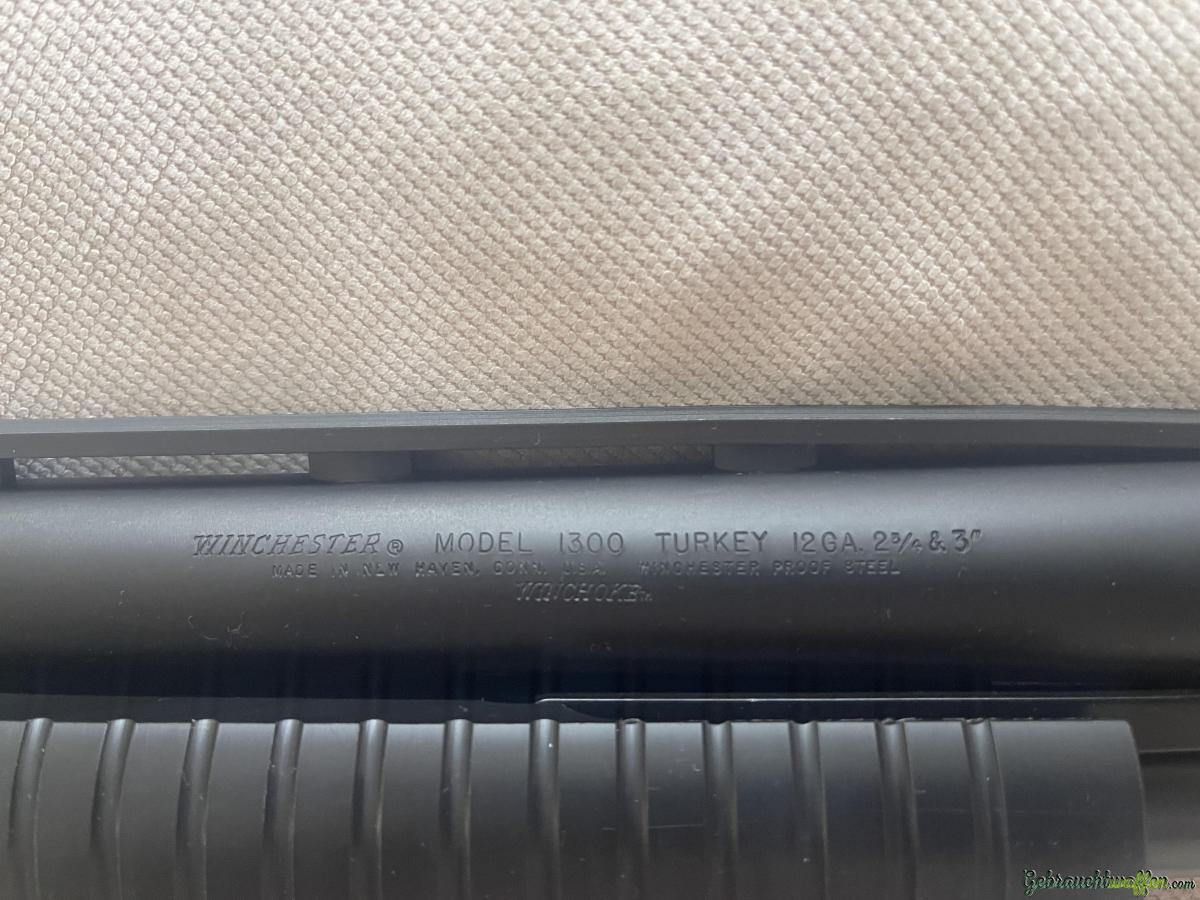 WINCHESTER® MODEL 1300 TURKEY 12GA. 2¾ & 3"
MADE IN NEW HAVEN, CONN. U.S.A. WINCHESTER PROOF STEEL
WINCHOKE™
Gebrauchtwaffen.com